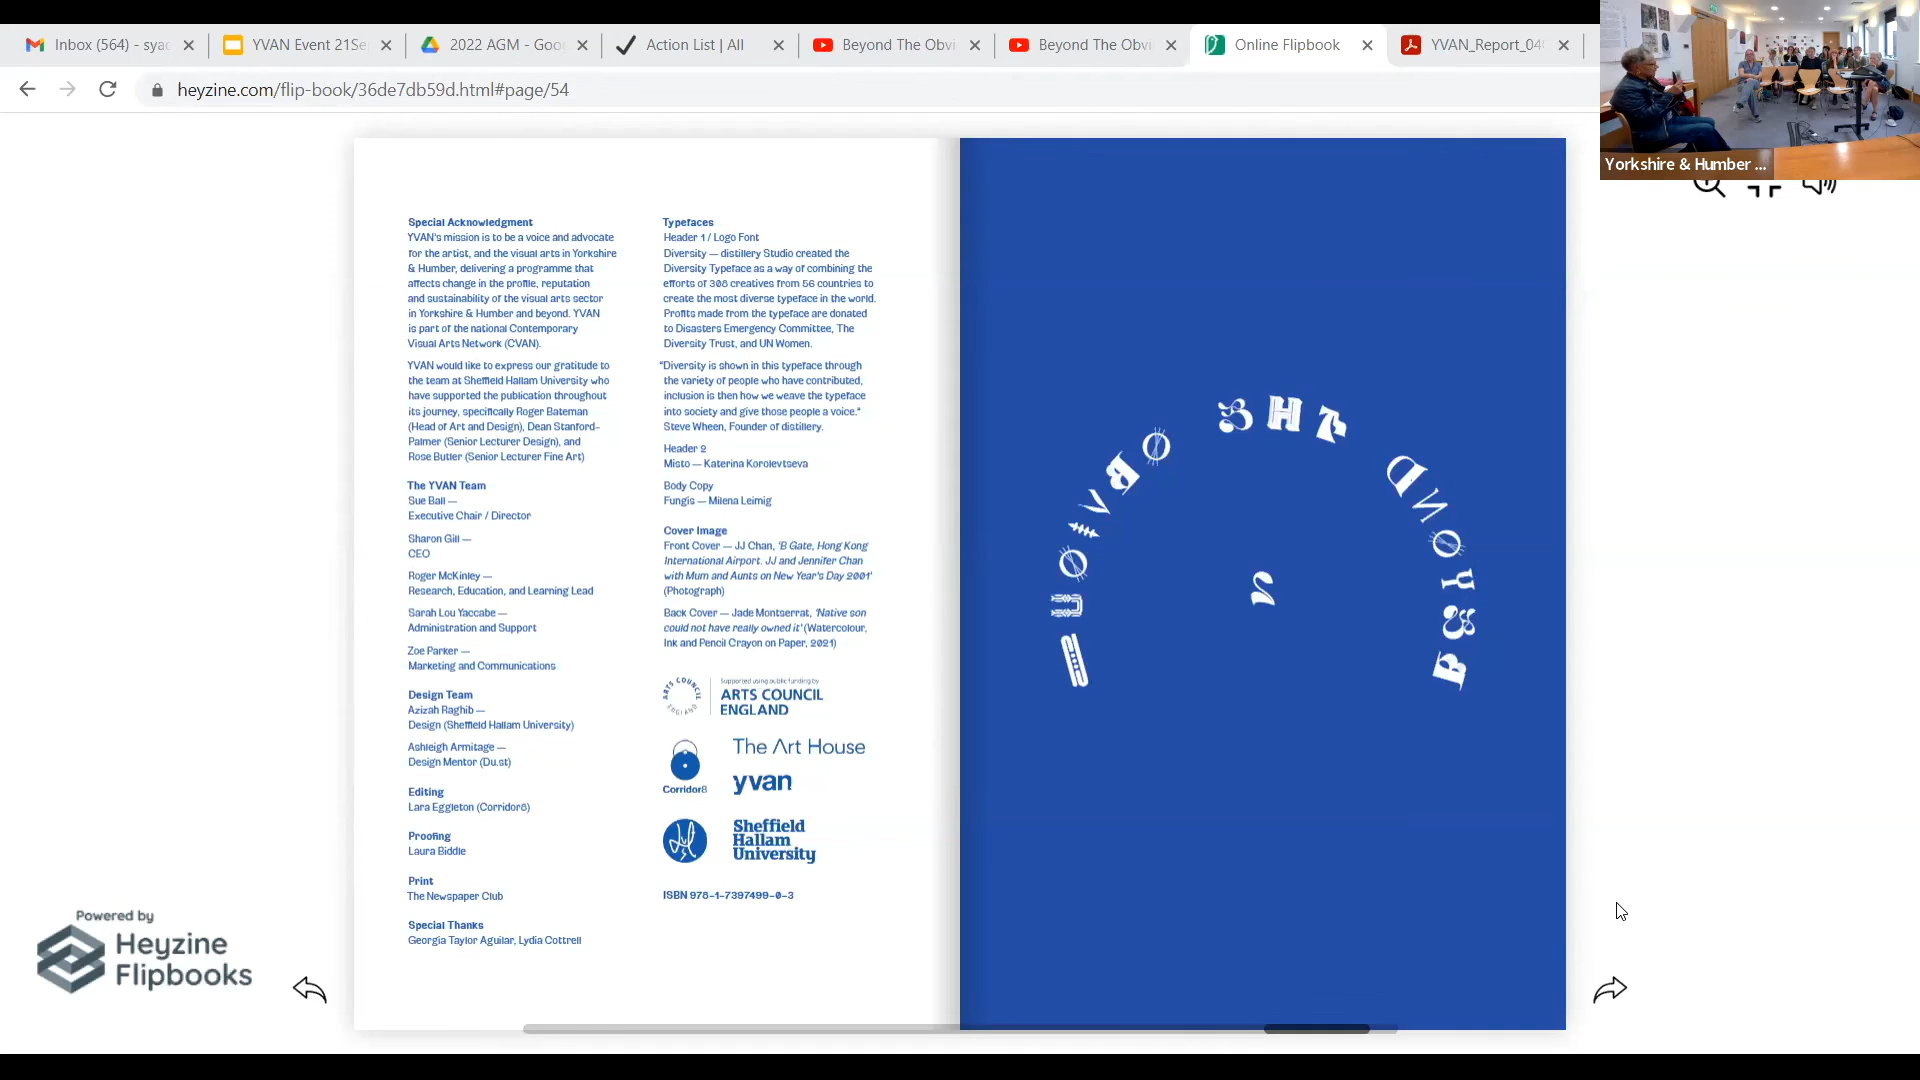 Inbox (564) - syac
YVAN Event 21Se
2022 AGM - Goo
Action List | All
Beyond The Obvi
Beyond The Obvi
Online Flipbook
YVAN_Report_04
heyzine.com/flip-book/36de7db59d.html#page/54
Yorkshire & Humber ...
Special Acknowledgment
YVAN's mission is to be a voice and advocate
for the artist, and the visual arts in Yorkshire
& Humber, delivering a programme that
affects change in the profile, reputation
and sustainability of the visual arts sector
in Yorkshire & Humber and beyond. YVAN
is part of the national Contemporary
Visual Arts Network (CVAN).
YVAN would like to express our gratitude to
the team at Sheffield Hallam University who
have supported the publication throughout
its journey, specifically Roger Bateman
(Head of Art and Design), Dean Stanford-
Palmer (Senior Lecturer Design), and
Rose Butler (Senior Lecturer Fine Art)
The YVAN Team
Sue Ball —
Executive Chair / Director
Sharon Gill —
CEO
Roger McKinley —
Research, Education, and Learning Lead
Sarah Lou Yaccabe —
Administration and Support
Zoe Parker —
Marketing and Communications
Design Team
Azizah Raghib —
Design (Sheffield Hallam University)
Ashleigh Armitage —
Design Mentor (Du.st)
Editing
Lara Eggleton (Corridor8)
Proofing
Laura Biddle
Print
The Newspaper Club
Special Thanks
Georgia Taylor Aguilar, Lydia Cottrell
Typefaces
Header 1 / Logo Font
Diversity — distillery Studio created the
Diversity Typeface as a way of combining the
efforts of 308 creatives from 56 countries to
create the most diverse typeface in the world.
Profits made from the typeface are donated
to Disasters Emergency Committee, The
Diversity Trust, and UN Women.
"Diversity is shown in this typeface through
the variety of people who have contributed,
inclusion is then how we weave the typeface
into society and give those people a voice."
Steve Wheen, Founder of distillery.
Header 2
Misto — Katerina Korolevtseva
Body Copy
Fungis — Milena Leimig
Cover Image
Front Cover — JJ Chan, 'B Gate, Hong Kong
International Airport. JJ and Jennifer Chan
with Mum and Aunts on New Year's Day 2001'
(Photograph)
Back Cover — Jade Montserrat, 'Native son
could not have really owned it' (Watercolour,
Ink and Pencil Crayon on Paper, 2021)
ARTS COUNCIL
ENGLAND
Supported using public funding by
ARTS COUNCIL
ENGLAND
Corridor8
The Art House
yvan
Sheffield
Hallam
University
ISBN 978-1-7397499-0-3
BEYOND THE OBVIOUS
Powered by
Heyzine
Flipbooks